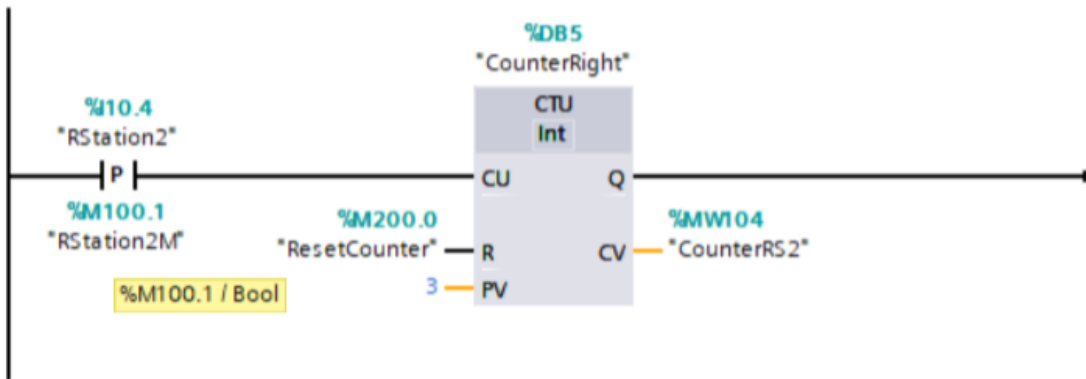 %DB5
"CounterRight"
%I10.4
"RStation2"
CTU
Int
P
CU
Q
%M100.1
"RStation2M"
%M200.0
"ResetCounter"
R
CV
%MW104
"CounterRS2"
%M100.1 / Bool
3
PV